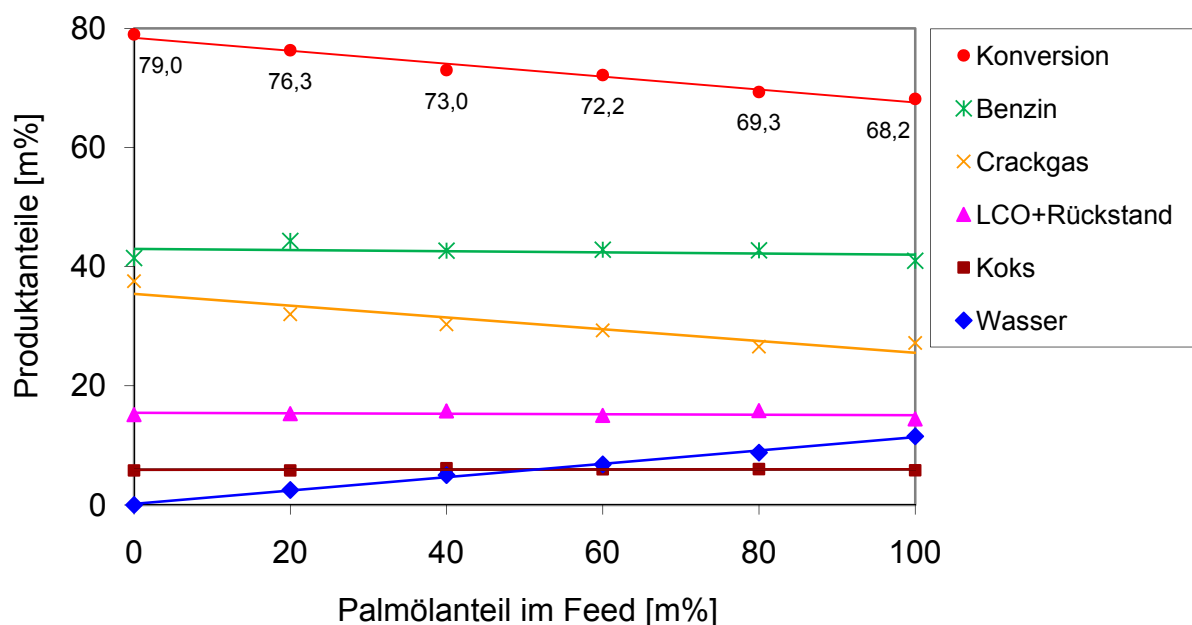 80
60
40
20
0
Produktanteile [m%]
79,0
76,3
73,0
72,2
69,3
68,2
0
20
40
60
80
100
Palmölanteil im Feed [m%]
Konversion
Benzin
Crackgas
LCO+Rückstand
Koks
Wasser